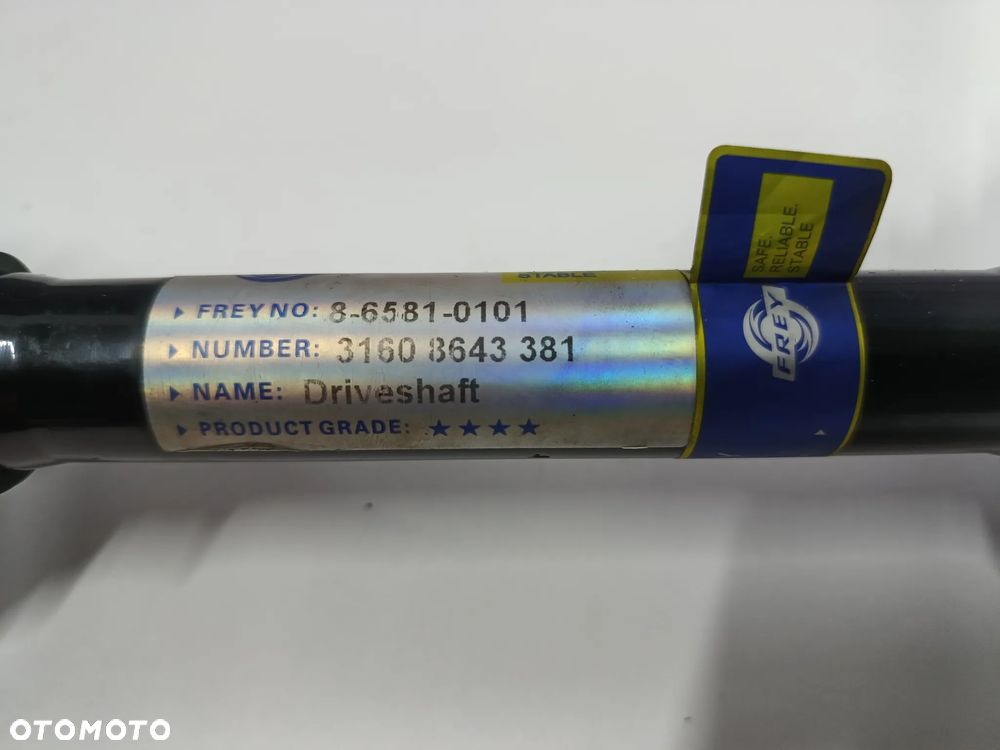 STABLE
FREY NO: 8-6581-0101
NUMBER: 3160 8643 381
NAME: Driveshaft
PRODUCT GRADE: ★★★★
SAFE.
RELIABLE.
STABLE
FREY
OTOMOTO